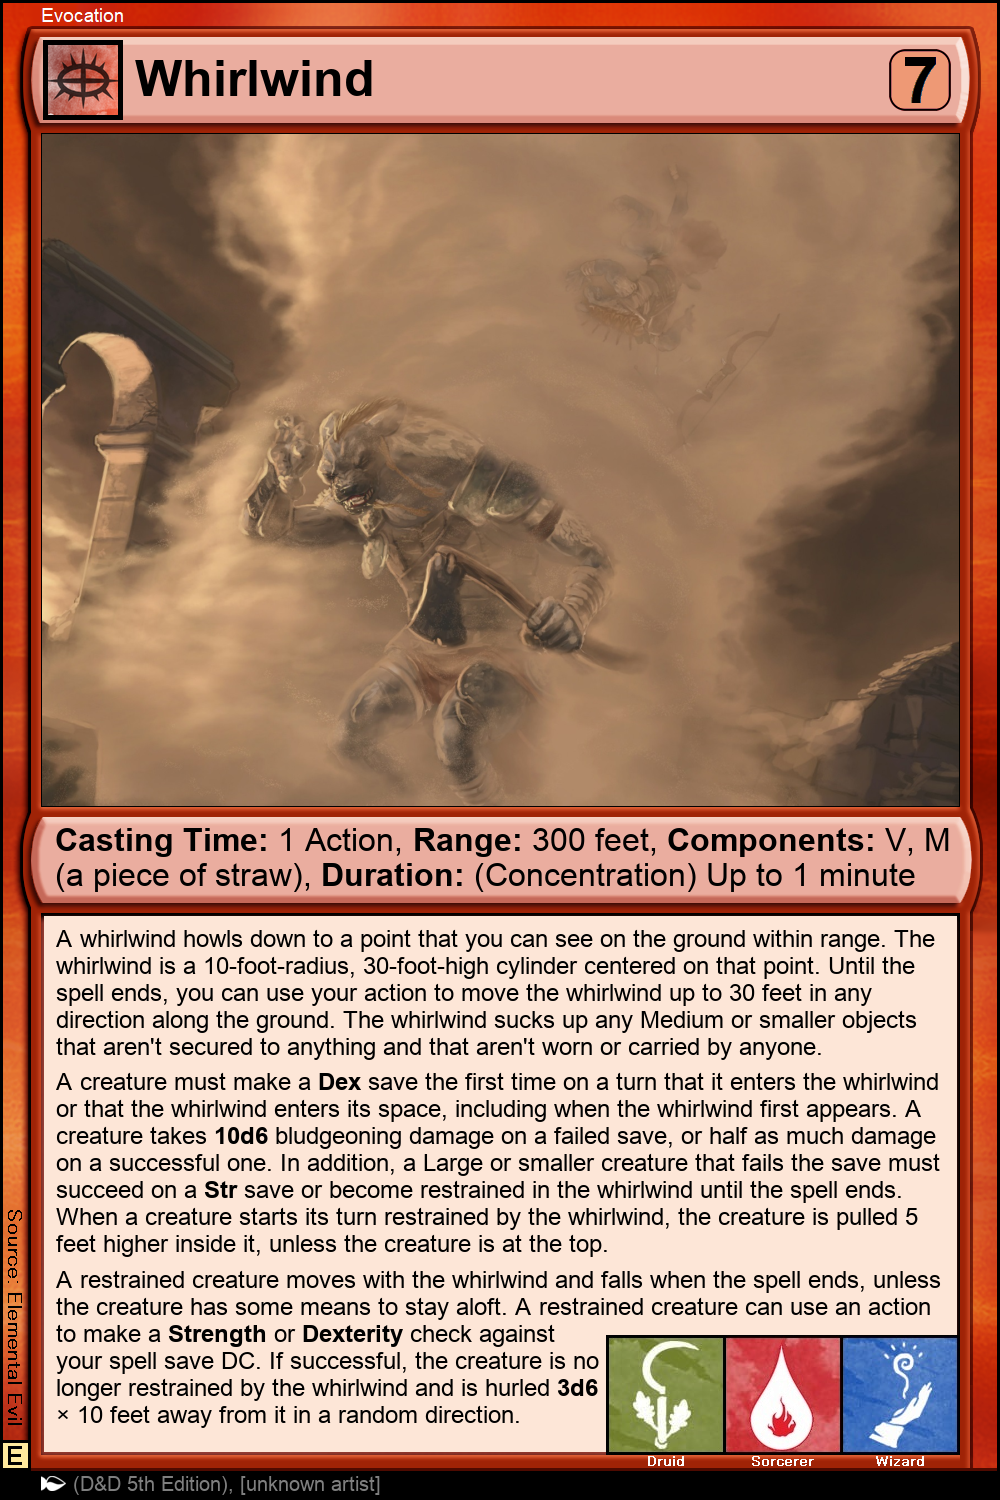 Evocation
Whirlwind
7
Casting Time: 1 Action, Range: 300 feet, Components: V, M
(a piece of straw), Duration: (Concentration) Up to 1 minute
A whirlwind howls down to a point that you can see on the ground within range. The
whirlwind is a 10-foot-radius, 30-foot-high cylinder centered on that point. Until the
spell ends, you can use your action to move the whirlwind up to 30 feet in any
direction along the ground. The whirlwind sucks up any Medium or smaller objects
that aren't secured to anything and that aren't worn or carried by anyone.
A creature must make a Dex save the first time on a turn that it enters the whirlwind
or that the whirlwind enters its space, including when the whirlwind first appears. A
creature takes 10d6 bludgeoning damage on a failed save, or half as much damage
on a successful one. In addition, a Large or smaller creature that fails the save must
succeed on a Str save or become restrained in the whirlwind until the spell ends.
When a creature starts its turn restrained by the whirlwind, the creature is pulled 5
feet higher inside it, unless the creature is at the top.
A restrained creature moves with the whirlwind and falls when the spell ends, unless
the creature has some means to stay aloft. A restrained creature can use an action
to make a Strength or Dexterity check against
your spell save DC. If successful, the creature is no
longer restrained by the whirlwind and is hurled 3d6
× 10 feet away from it in a random direction.
Druid
Sorcerer
Wizard
Source: Elemental Evil
E
(D&D 5th Edition), [unknown artist]